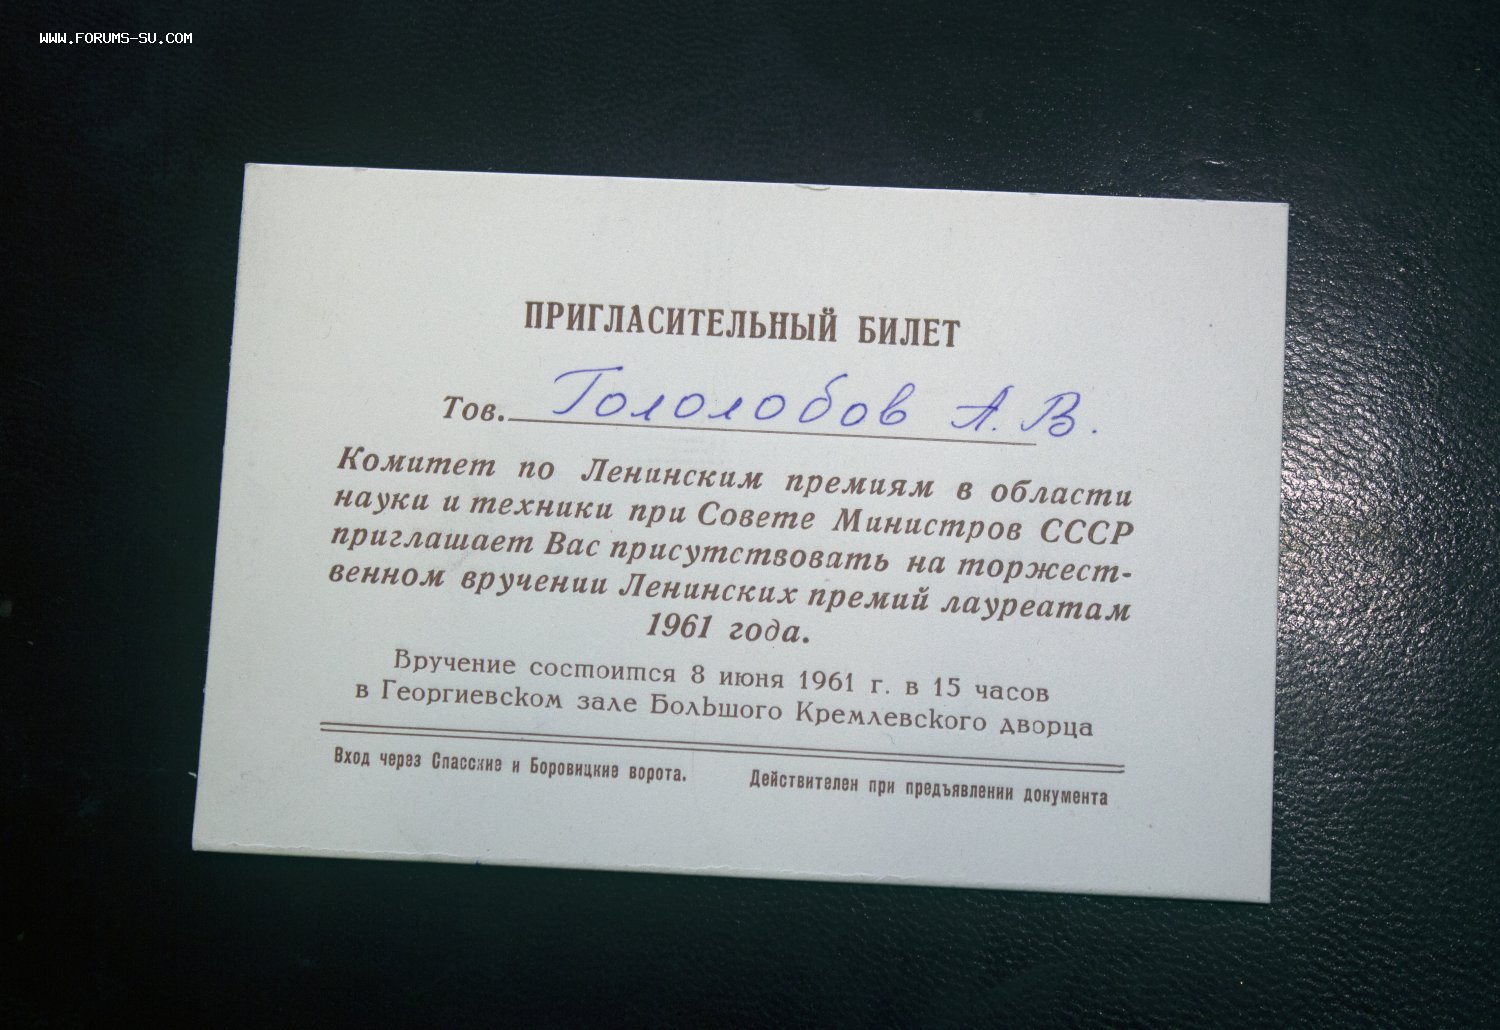 WWW.FORUMS-SU.COM
ПРИГЛАСИТЕЛЬНЫЙ БИЛЕТ
Тов. Гололобов А. В.
Комитет по Ленинским премиям в области
науки и техники при Совете Министров СССР
приглашает Вас присутствовать на торжест-
венном вручении Ленинских премий лауреатам
1961 года.
Вручение состоится 8 июня 1961 г. в 15 часов
в Георгиевском зале Большого Кремлевского дворца
Вход через Спасские и Боровицкие ворота. Действителен при предъявлении документа